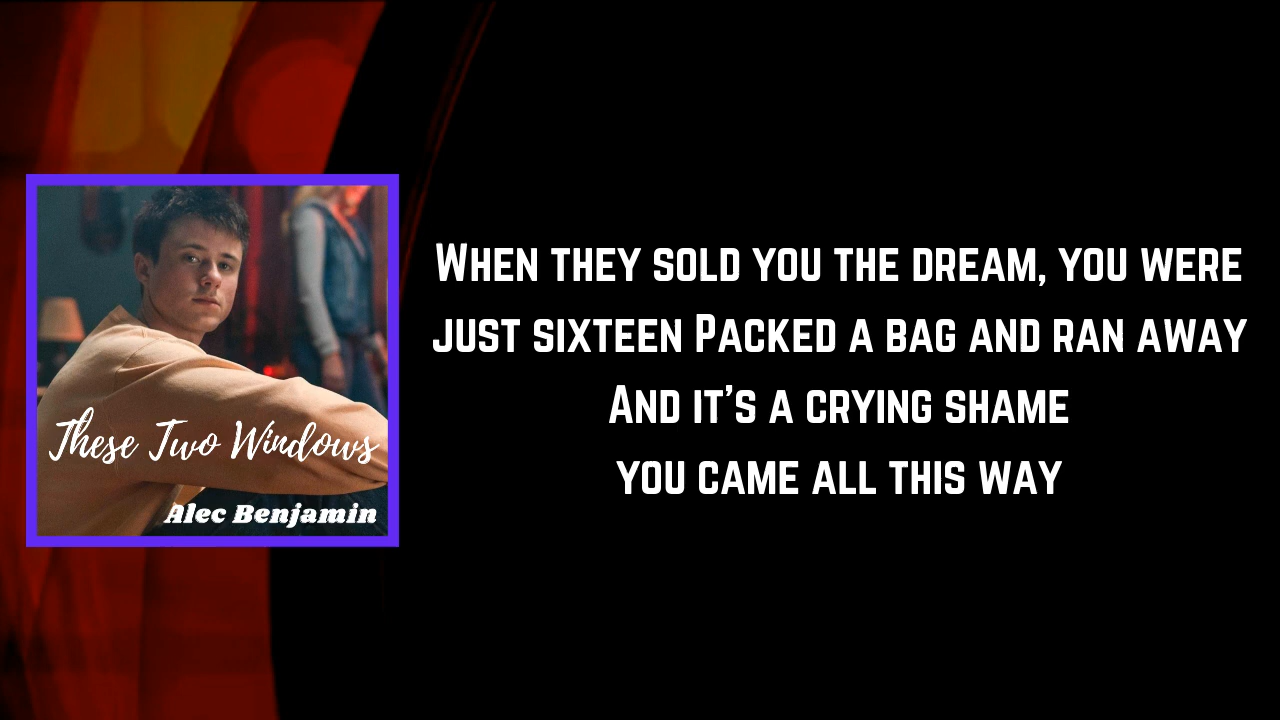 When they sold you the dream, you were
just sixteen Packed a bag and ran away
And it's a crying shame
you came all this way
These Two Windows
Alec Benjamin